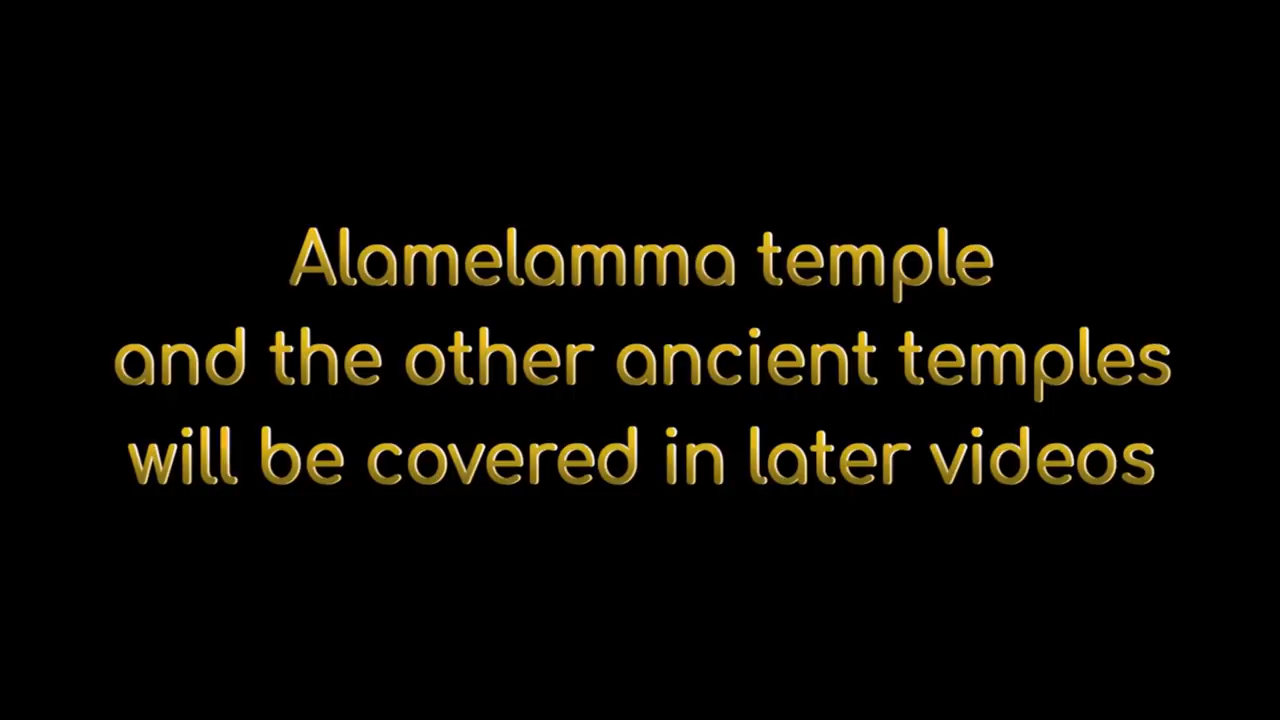 Alamelamma temple
and the other ancient temples
will be covered in later videos